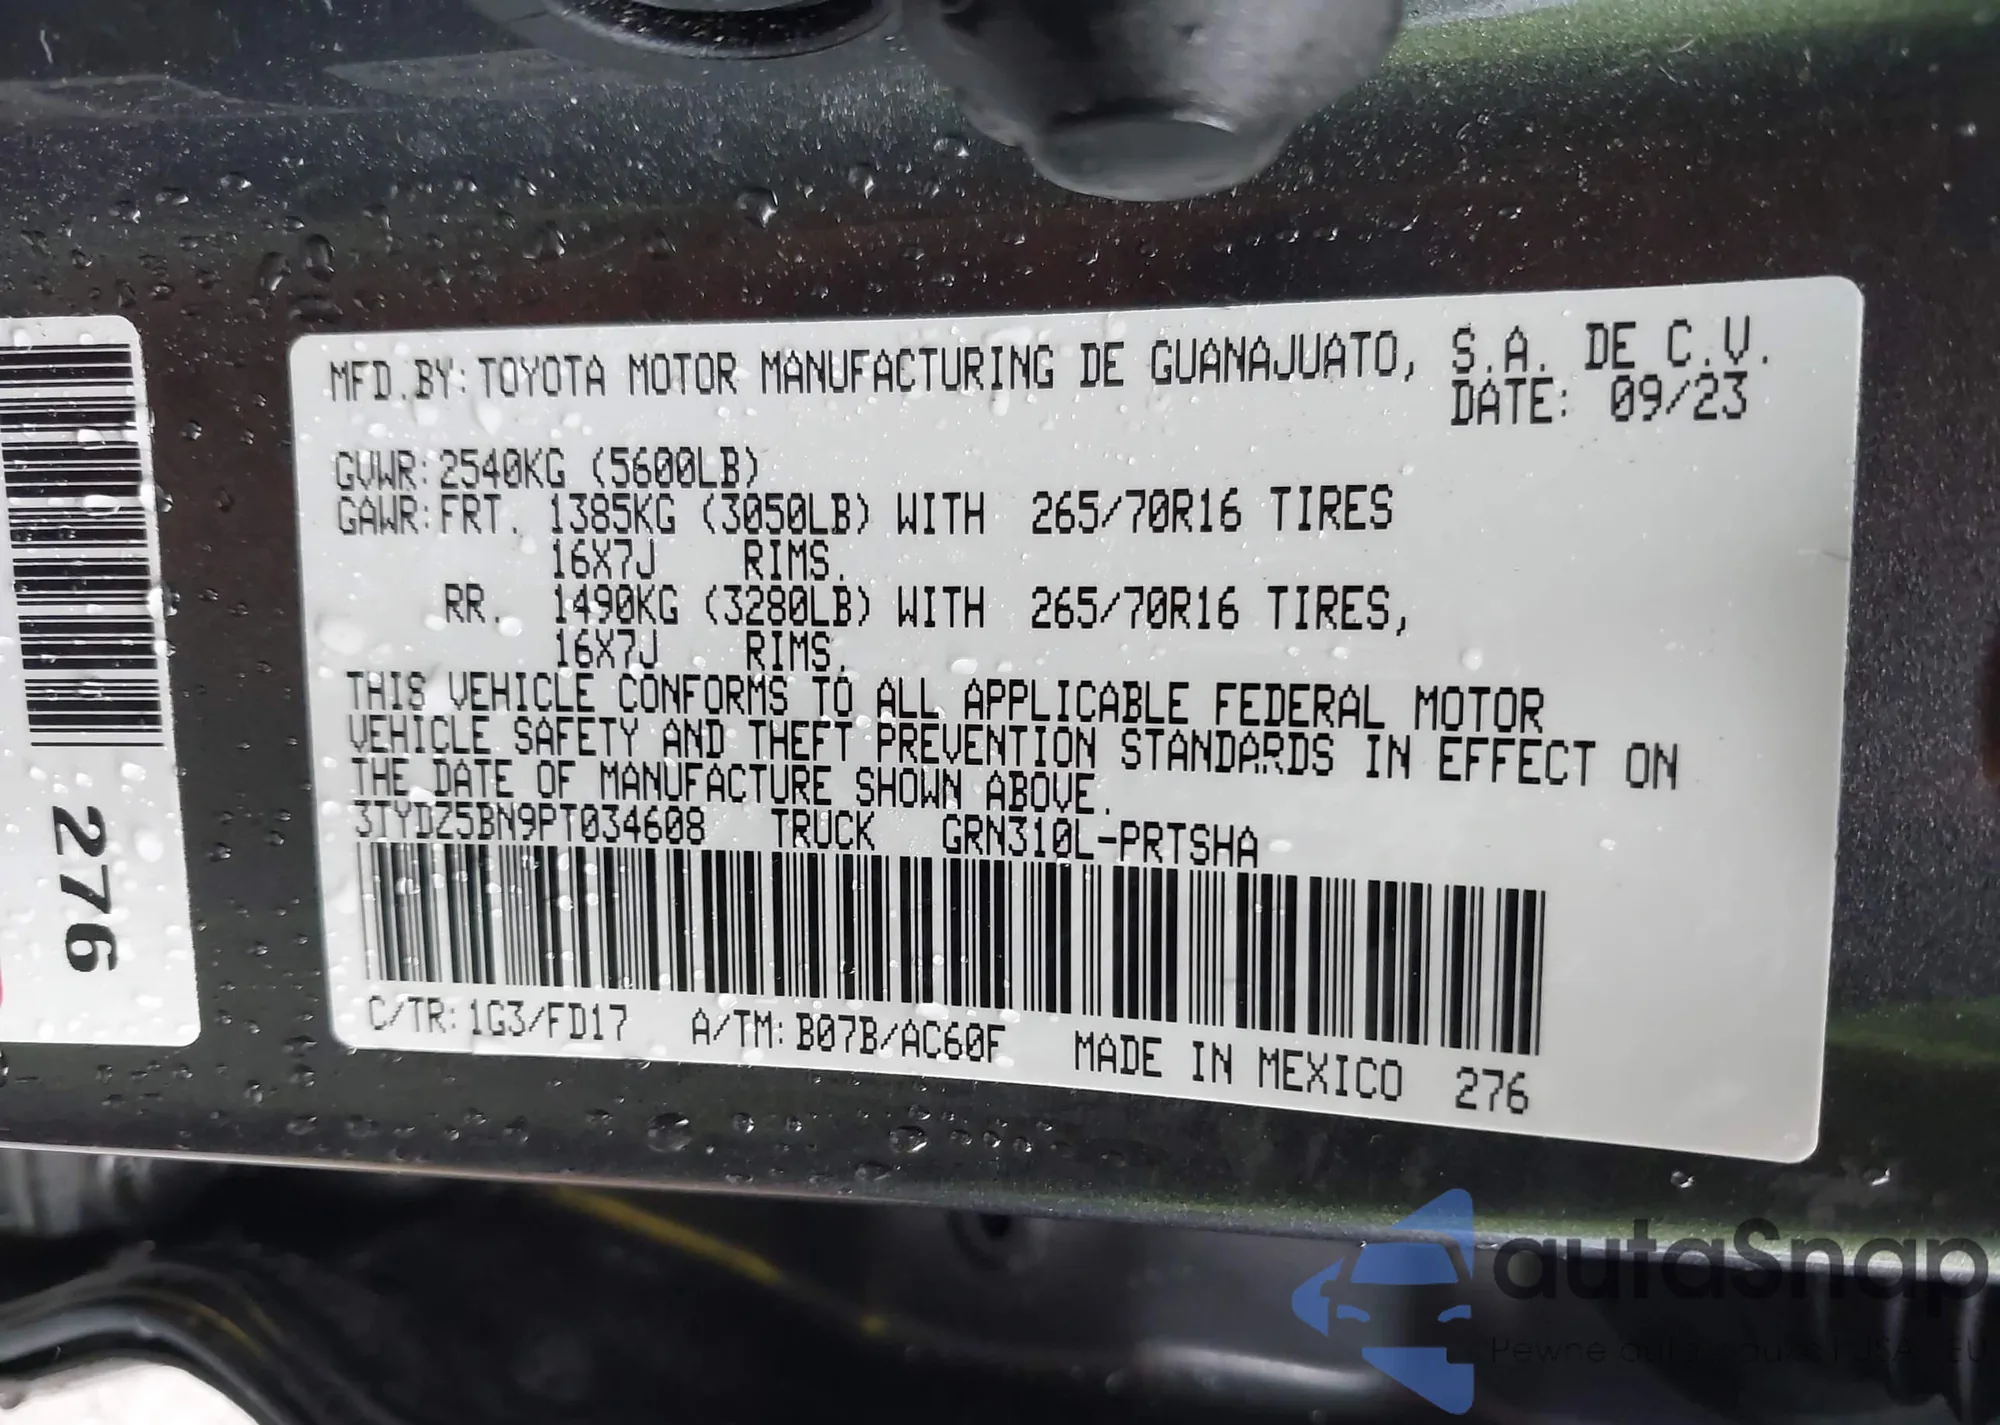 MFD.BY:TOYOTA MOTOR MANUFACTURING DE GUANAJUATO, S.A. DE C.V.
DATE: 09/23
GVWR:2540KG (5600LB)
GAWR:FRT. 1385KG (3050LB) WITH 265/70R16 TIRES
16X7J RIMS.
RR. 1490KG (3280LB) WITH 265/70R16 TIRES,
16X7J RIMS,
THIS VEHICLE CONFORMS TO ALL APPLICABLE FEDERAL MOTOR
VEHICLE SAFETY AND THEFT PREVENTION STANDARDS IN EFFECT ON
THE DATE OF MANUFACTURE SHOWN ABOVE.
3TYDZ5BN9PT034608 TRUCK GRN310L-PRTSHA
C/TR:1G3/FD17 A/TM:B07B/AC60F MADE IN MEXICO 276
276
autaSnap
Pewne auta